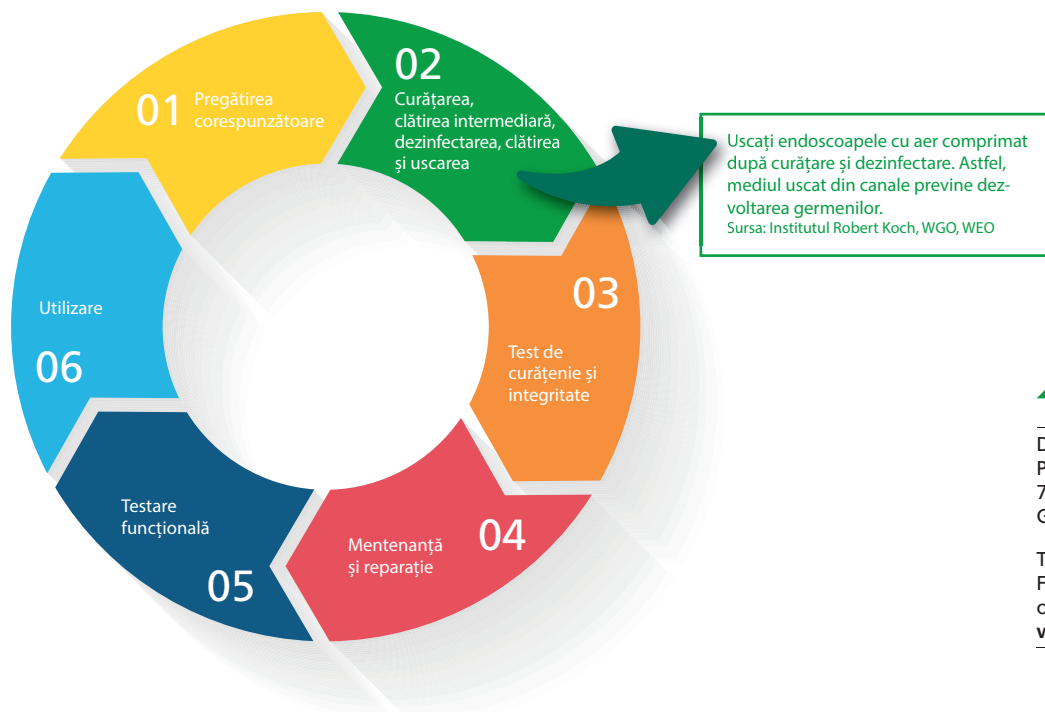 01
Pregătirea
corespunzătoare
02
Curățarea,
clătirea intermediară,
dezinfectarea, clătirea
și uscarea
Uscați endoscoapele cu aer comprimat
după curățare și dezinfectare. Astfel,
mediul uscat din canale previne dez-
voltarea germenilor.
Sursa: Institutul Robert Koch, WGO, WEO
03
Test de
curățenie și
integritate
04
Mentenanță
și reparație
05
Testare
funcțională
06
Utilizare